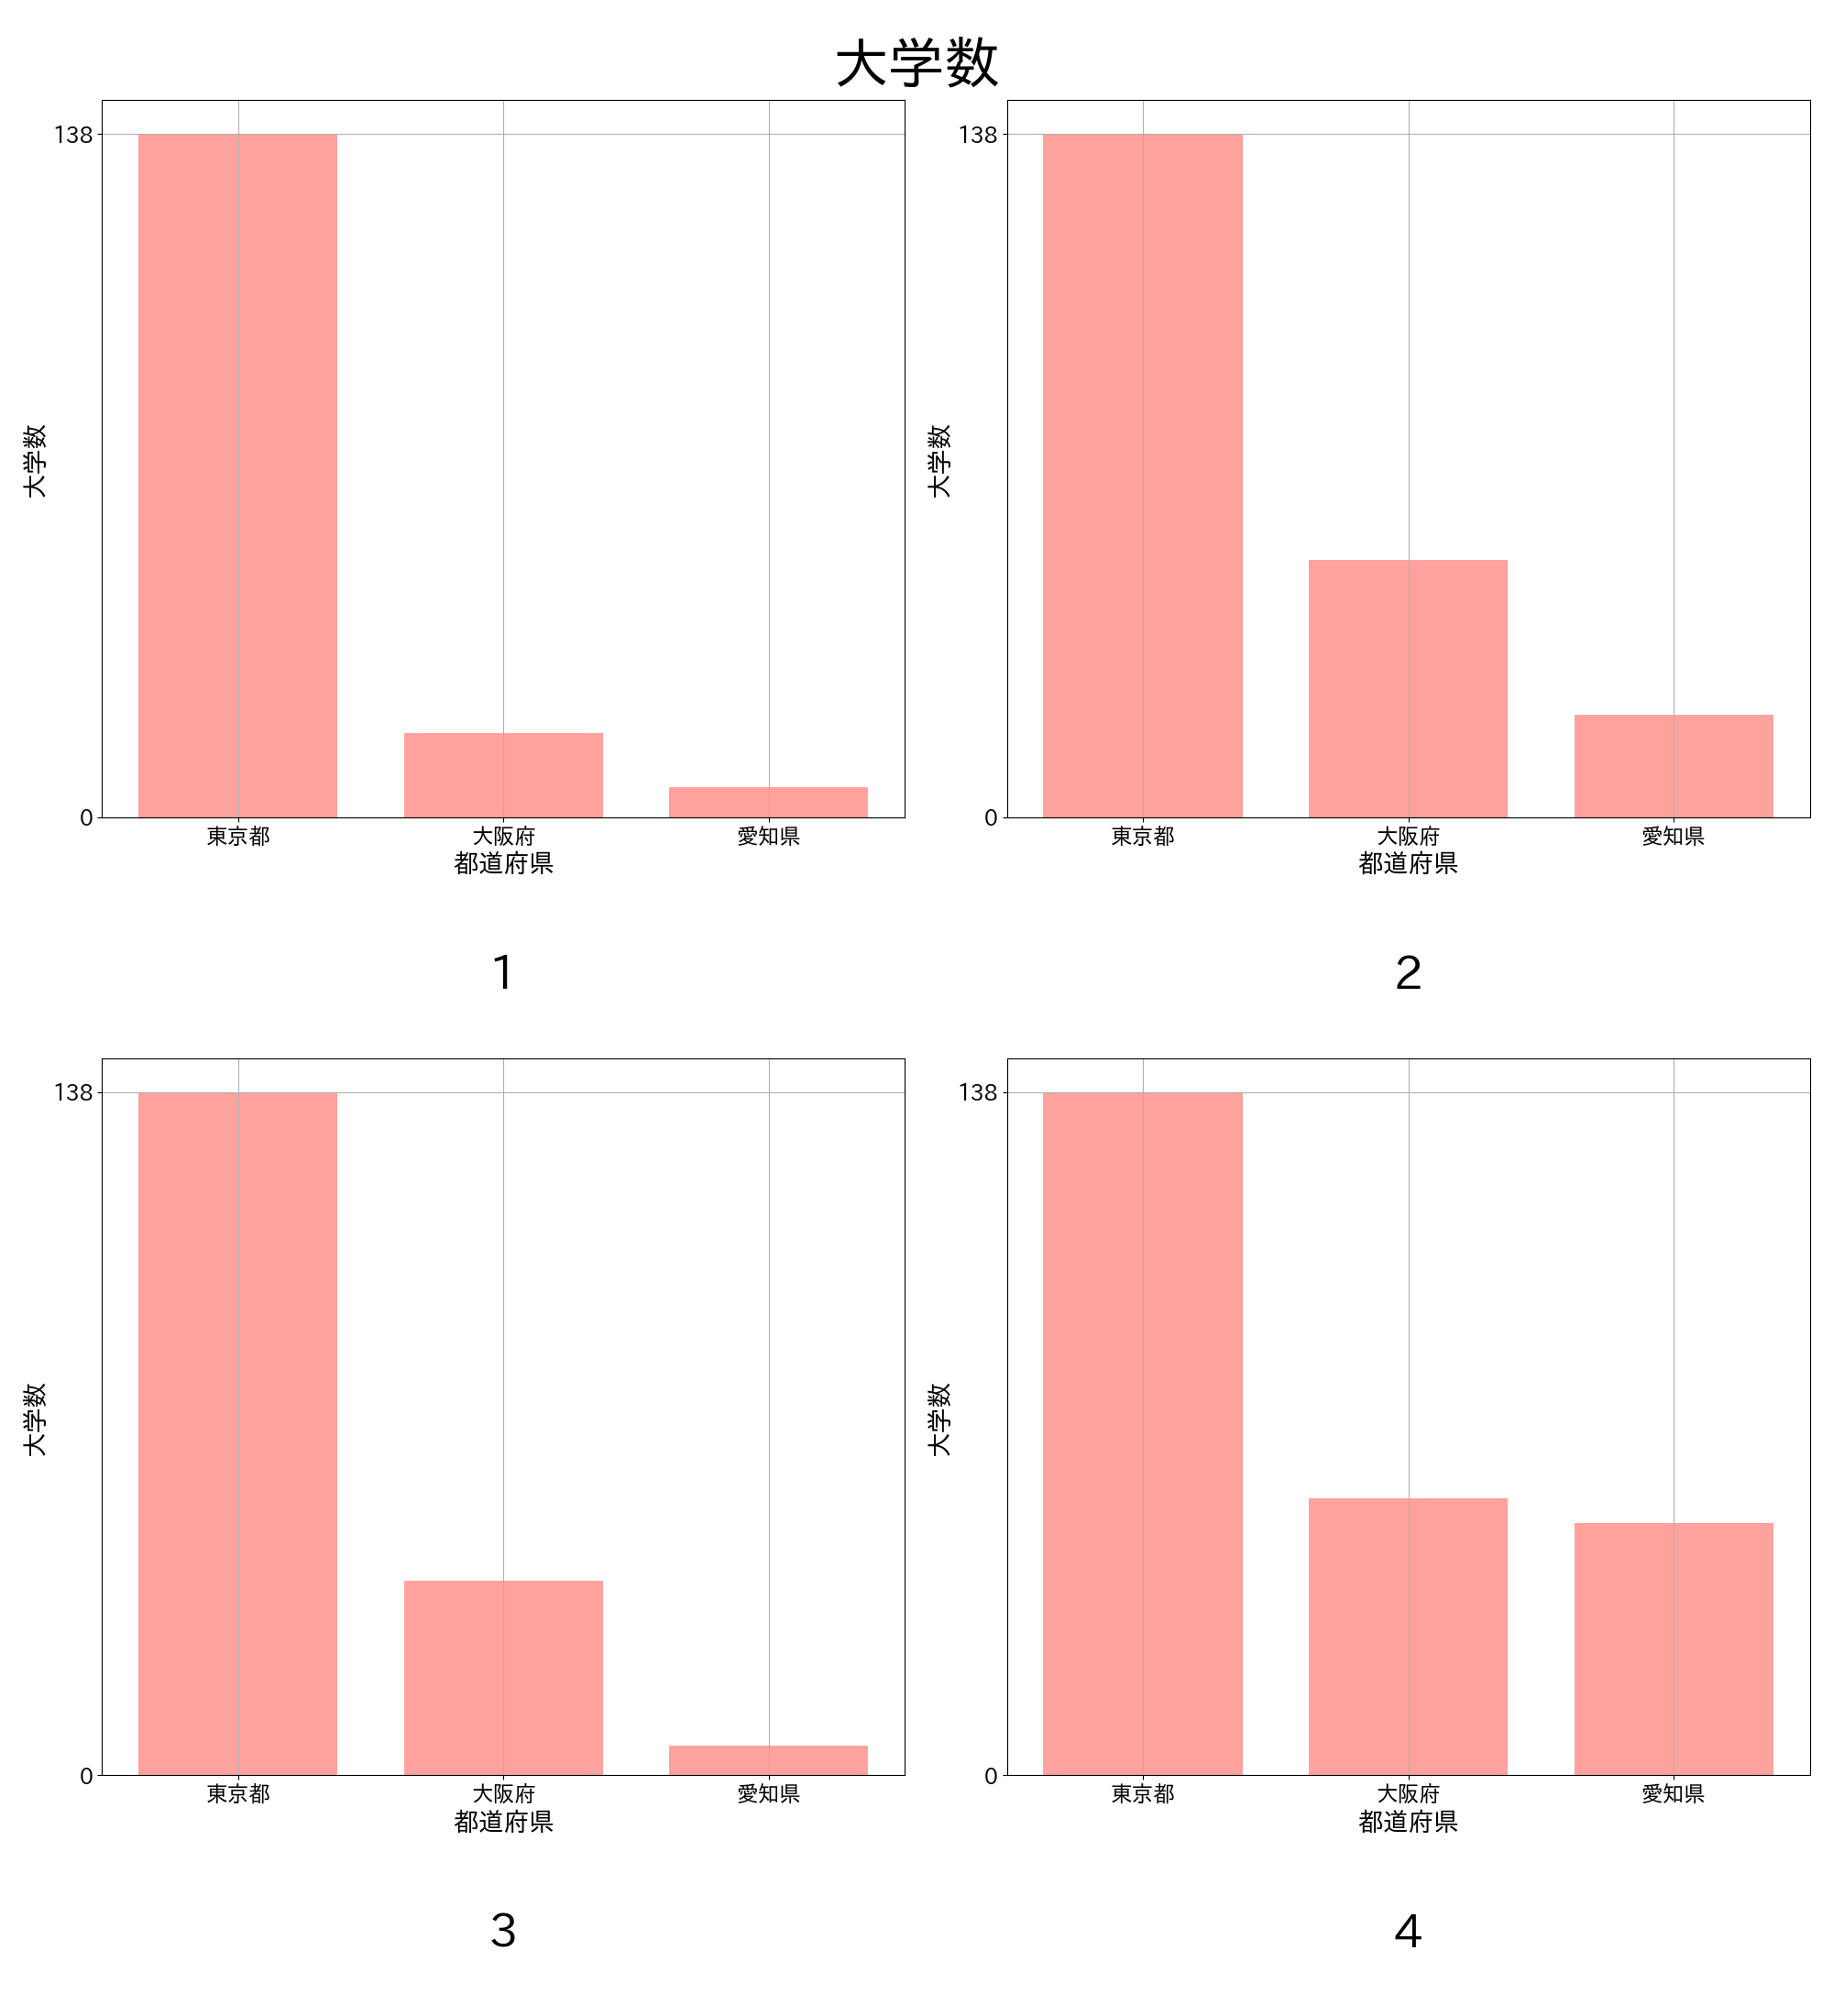 大学数
138
大学数
0
東京都 大阪府 愛知県
都道府県
1
138
大学数
0
東京都 大阪府 愛知県
都道府県
2
138
大学数
0
東京都 大阪府 愛知県
都道府県
3
138
大学数
0
東京都 大阪府 愛知県
都道府県
4